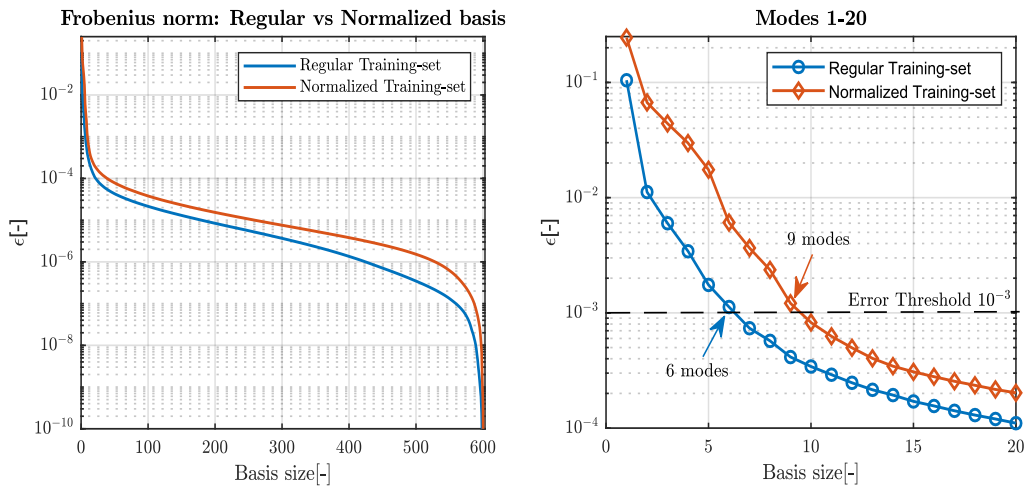 Frobenius norm: Regular vs Normalized basis
Regular Training-set
Normalized Training-set
10^{-2}
10^{-4}
10^{-6}
10^{-8}
10^{-10}
ϵ[-]
0
100
200
300
400
500
600
Basis size[-]
Modes 1-20
Regular Training-set
Normalized Training-set
10^{-1}
10^{-2}
10^{-3}
10^{-4}
ϵ[-]
9 modes
Error Threshold 10^{-3}
6 modes
0
5
10
15
20
Basis size[-]